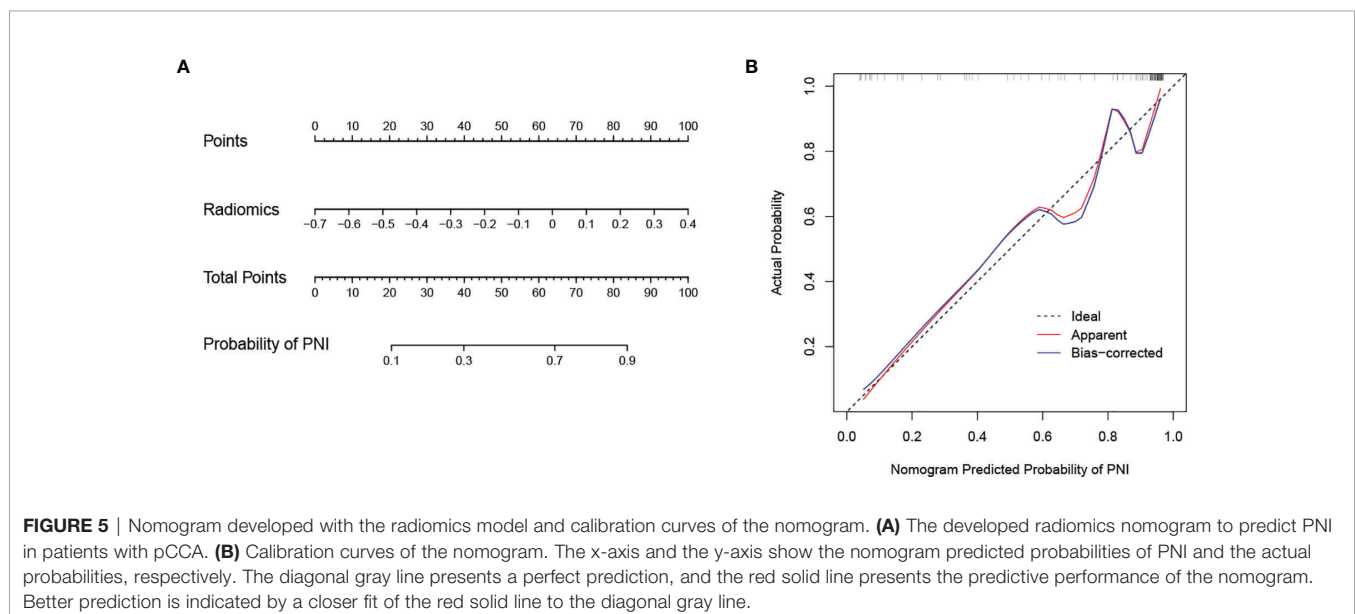 A
Points
0 10 20 30 40 50 60 70 80 90 100
Radiomics
−0.7 −0.6 −0.5 −0.4 −0.3 −0.2 −0.1 0 0.1 0.2 0.3 0.4
Total Points
0 10 20 30 40 50 60 70 80 90 100
Probability of PNI
0.1 0.3 0.7 0.9
B
Actual Probability
1.0
0.8
0.6
0.4
0.2
Ideal
Apparent
Bias−corrected
0.0 0.2 0.4 0.6 0.8 1.0
Nomogram Predicted Probability of PNI
FIGURE 5 | Nomogram developed with the radiomics model and calibration curves of the nomogram. (A) The developed radiomics nomogram to predict PNI
in patients with pCCA. (B) Calibration curves of the nomogram. The x-axis and the y-axis show the nomogram predicted probabilities of PNI and the actual
probabilities, respectively. The diagonal gray line presents a perfect prediction, and the red solid line presents the predictive performance of the nomogram.
Better prediction is indicated by a closer fit of the red solid line to the diagonal gray line.